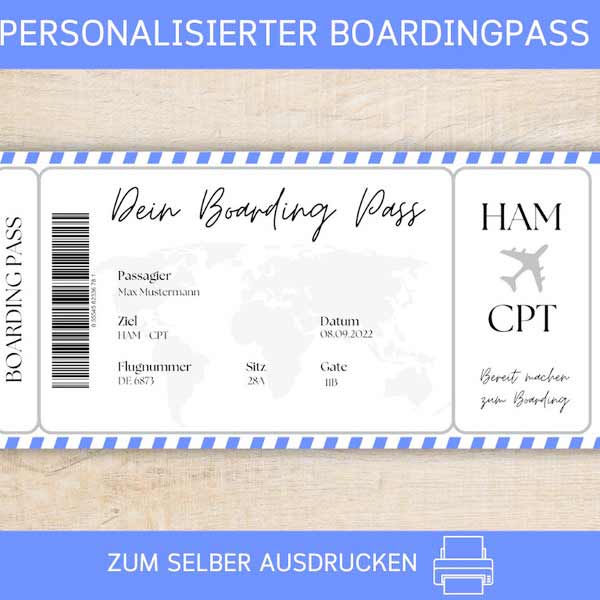 PERSONALISIERTER BOARDINGPASS
BOARDING PASS
Dein Boarding Pass
Passagier
Max Mustermann
Ziel
HAM - CPT
Datum
08.09.2022
Flugnummer
DE 6873
Sitz
28A
Gate
11B
HAM
CPT
Bereit machen
zum Boarding
ZUM SELBER AUSDRUCKEN